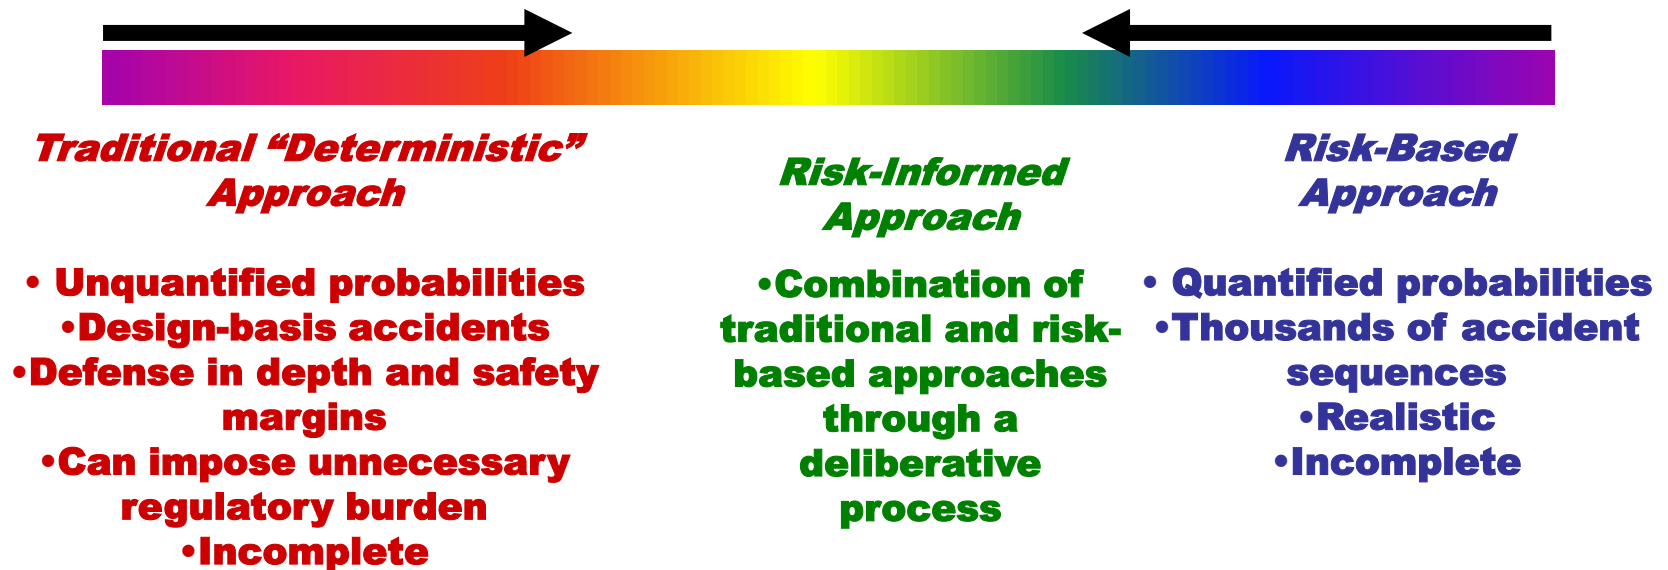 Traditional “Deterministic”
Approach
• Unquantified probabilities
•Design-basis accidents
•Defense in depth and safety
margins
•Can impose unnecessary
regulatory burden
•Incomplete
Risk-Informed
Approach
•Combination of
traditional and risk-
based approaches
through a
deliberative
process
Risk-Based
Approach
• Quantified probabilities
•Thousands of accident
sequences
•Realistic
•Incomplete